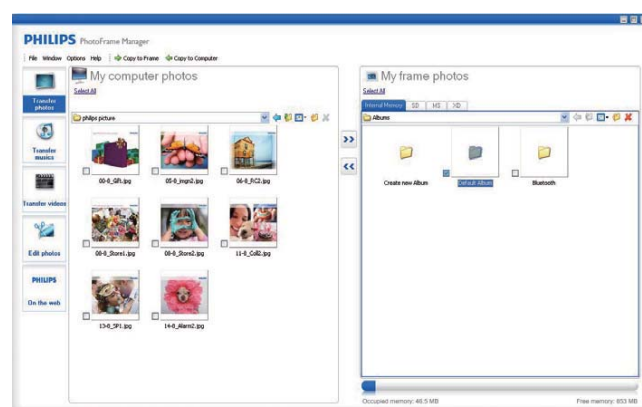 PHILIPS PhotoFrame Manager
File Window Options Help Copy to Frame Copy to Computer
Transfer photos
Transfer musics
Transfer videos
Edit photos
PHILIPS
On the web
My computer photos
Select All
philips picture
00-0_Gift.jpg 05-0_imgn2.jpg 06-0_FIC2.jpg
08-0_Store1.jpg 08-0_Store2.jpg 11-0_Coll2.jpg
13-0_SP1.jpg 14-0_Alarm2.jpg
My frame photos
Select All
Internal Memory SD MS XD
Albums
Create new Album Default Album Bluetooth
Occupied memory: 46.5 MB Free memory: 853 MB